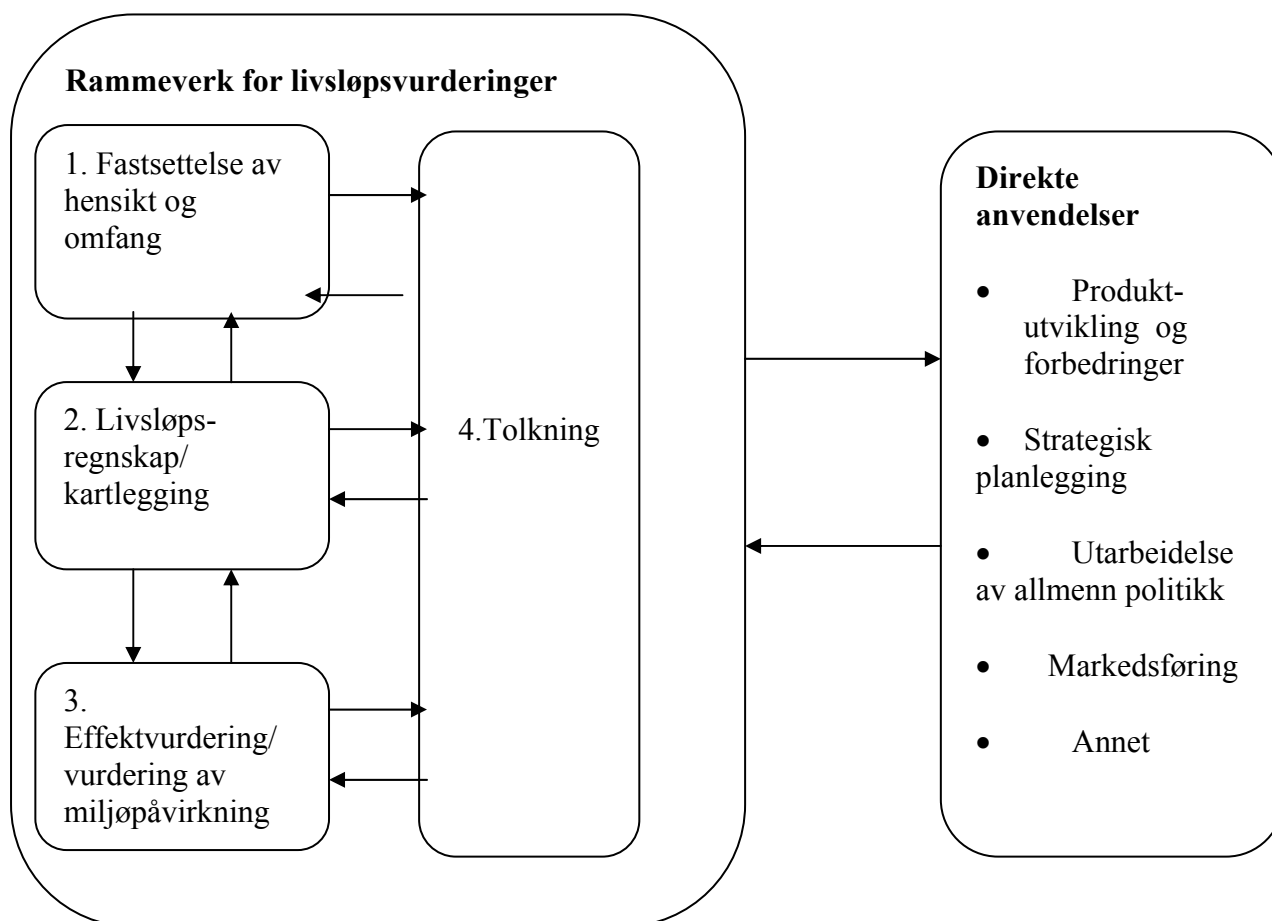 Rammeverk for livsløpsvurderinger
1. Fastsettelse av
hensikt og
omfang
2. Livsløps-
regnskap/
kartlegging
3.
Effektvurdering/
vurdering av
miljøpåvirkning
4.Tolkning
Direkte
anvendelser
• Produkt-
utvikling og
forbedringer
• Strategisk
planlegging
• Utarbeidelse
av allmenn politikk
• Markedsføring
• Annet